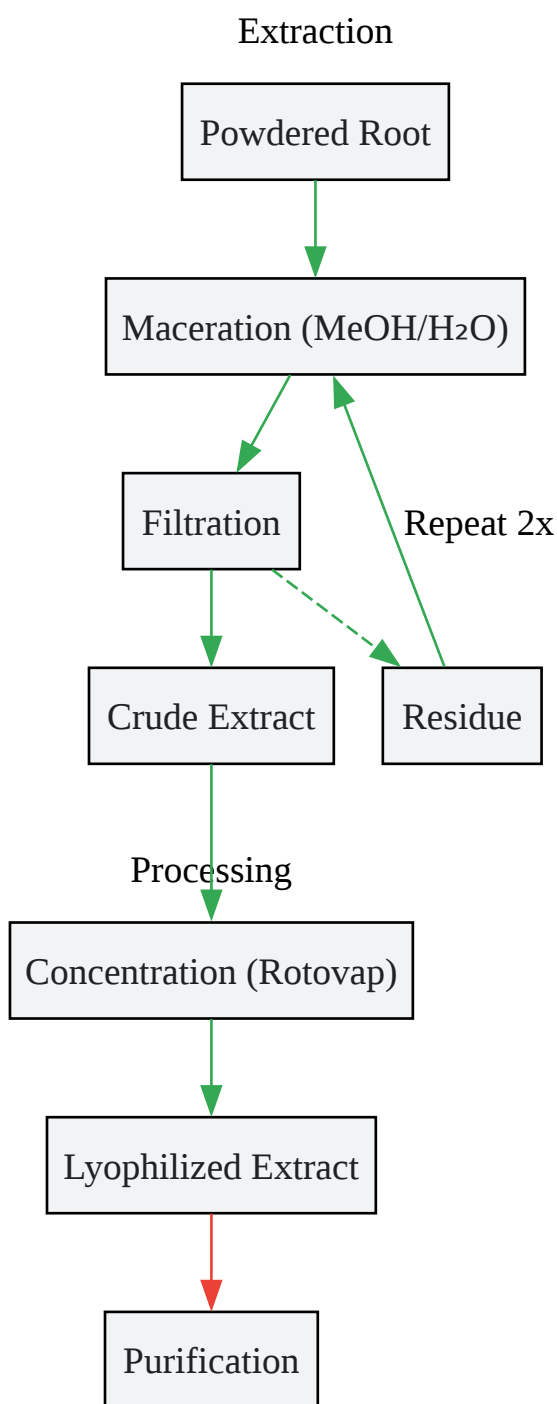 Extraction
Powdered Root
Maceration (MeOH/H₂O)
Filtration
Repeat 2x
Crude Extract
Residue
Processing
Concentration (Rotovap)
Lyophilized Extract
Purification